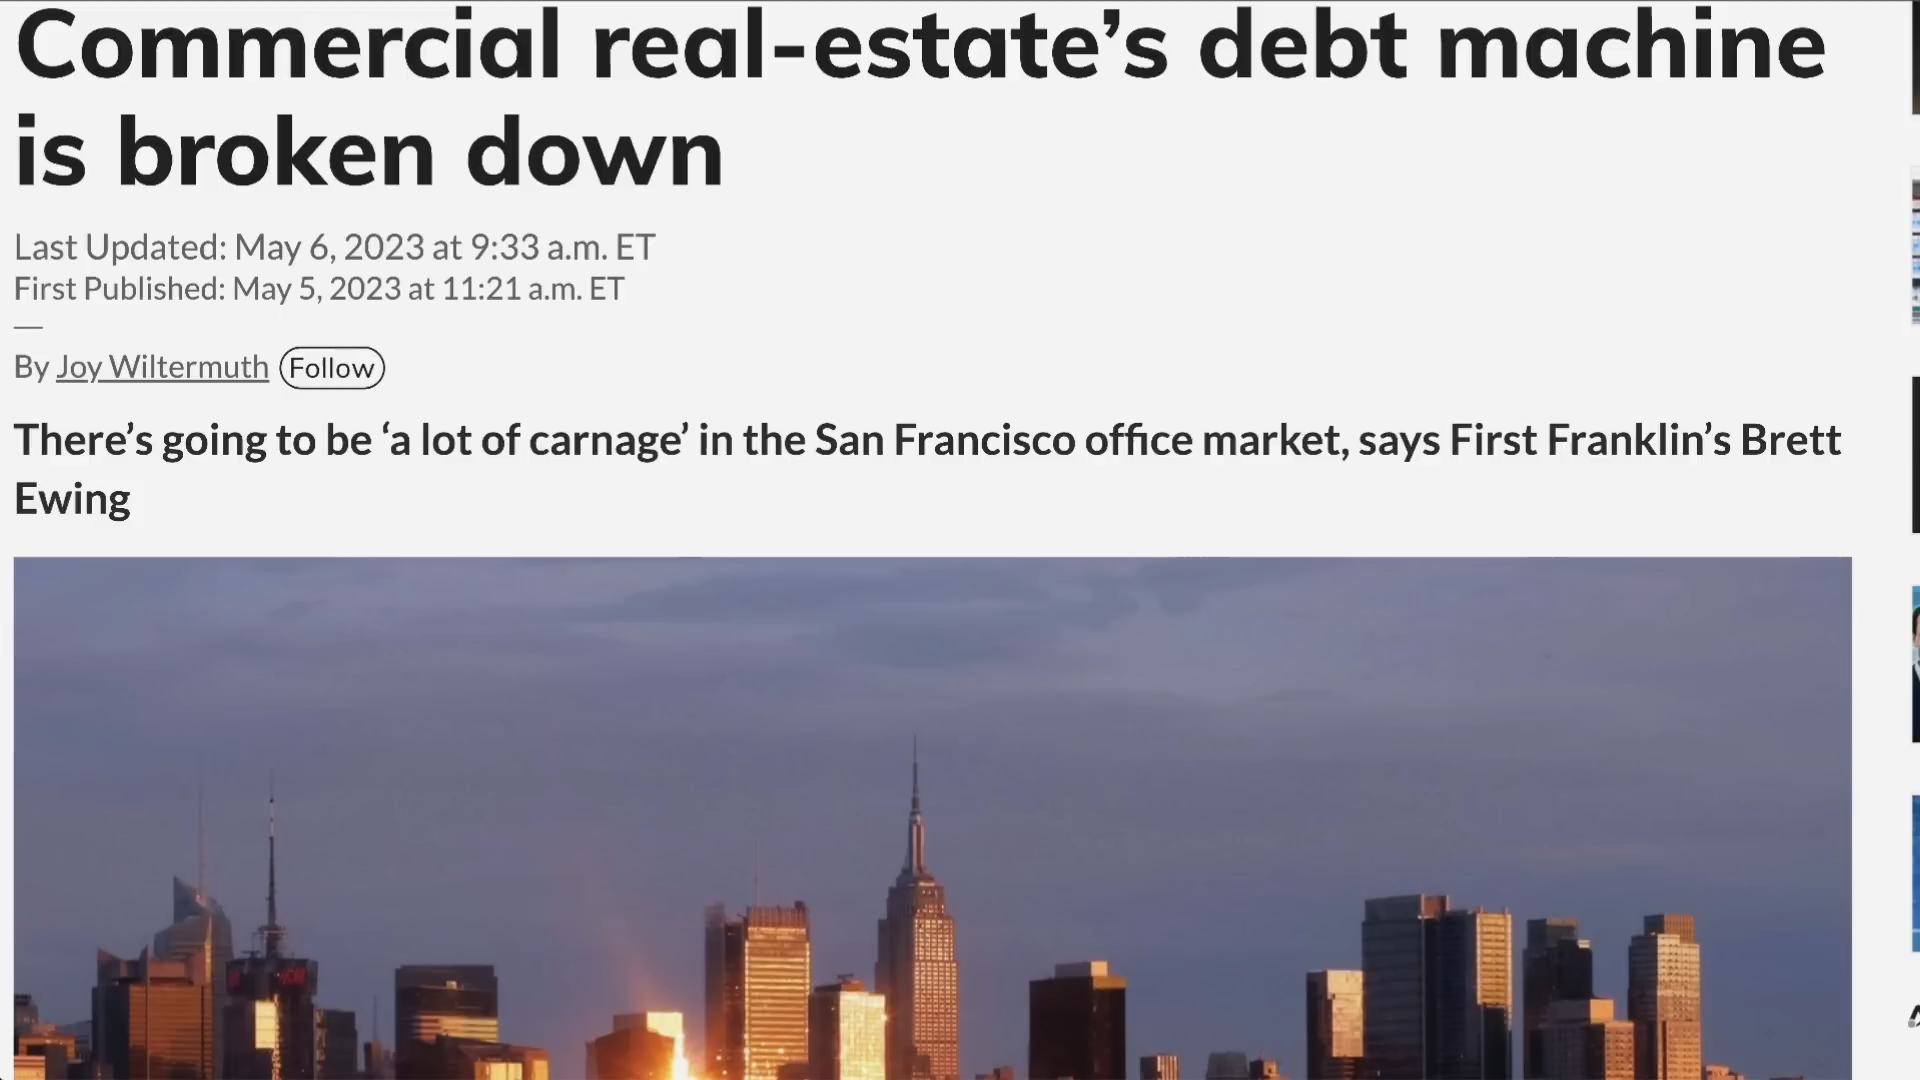 Commercial real-estate’s debt machine
is broken down
Last Updated: May 6, 2023 at 9:33 a.m. ET
First Published: May 5, 2023 at 11:21 a.m. ET
By Joy Wiltermuth Follow
There’s going to be ‘a lot of carnage’ in the San Francisco office market, says First Franklin’s Brett
Ewing